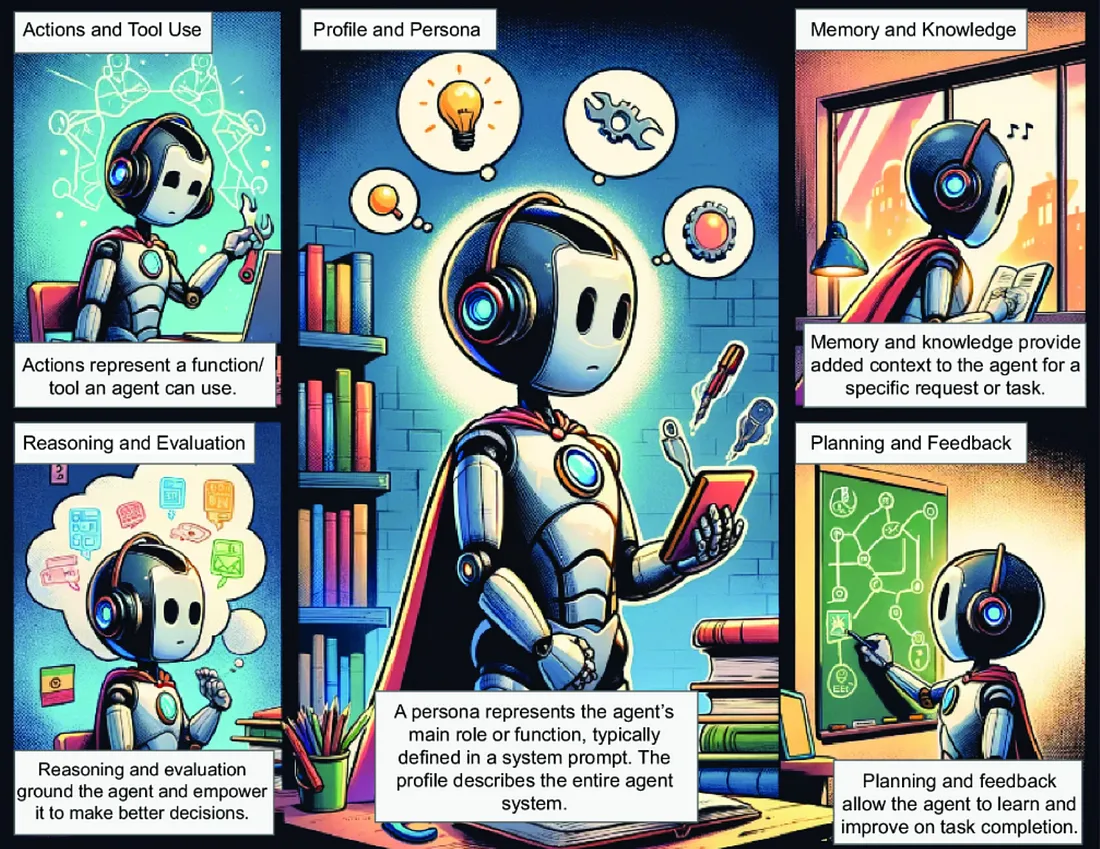 Actions and Tool Use
Actions represent a function/
tool an agent can use.
Profile and Persona
A persona represents the agent's
main role or function, typically
defined in a system prompt. The
profile describes the entire agent
system.
Memory and Knowledge
Memory and knowledge provide
added context to the agent for a
specific request or task.
Reasoning and Evaluation
Reasoning and evaluation
ground the agent and empower
it to make better decisions.
Planning and Feedback
Planning and feedback
allow the agent to learn and
improve on task completion.